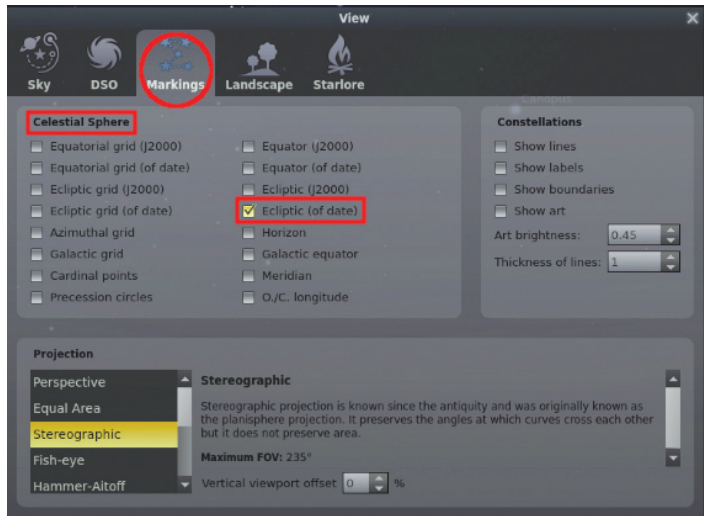 View
Sky DSO Markings Landscape Starlore
Canopus
Celestial Sphere
Equatorial grid (J2000)
Equatorial grid (of date)
Ecliptic grid (J2000)
Ecliptic grid (of date)
Azimuthal grid
Galactic grid
Cardinal points
Precession circles
Equator (J2000)
Equator (of date)
Ecliptic (J2000)
Ecliptic (of date)
Horizon
Galactic equator
Meridian
O./C. longitude
Constellations
Show lines
Show labels
Show boundaries
Show art
Art brightness: 0.45
Thickness of lines: 1
Projection
Perspective
Equal Area
Stereographic
Fish-eye
Hammer-Aitoff
Stereographic
Stereographic projection is known since the antiquity and was originally known as
the planisphere projection. It preserves the angles at which curves cross each other
but it does not preserve area.
Maximum FOV: 235°
Vertical viewport offset 0 %